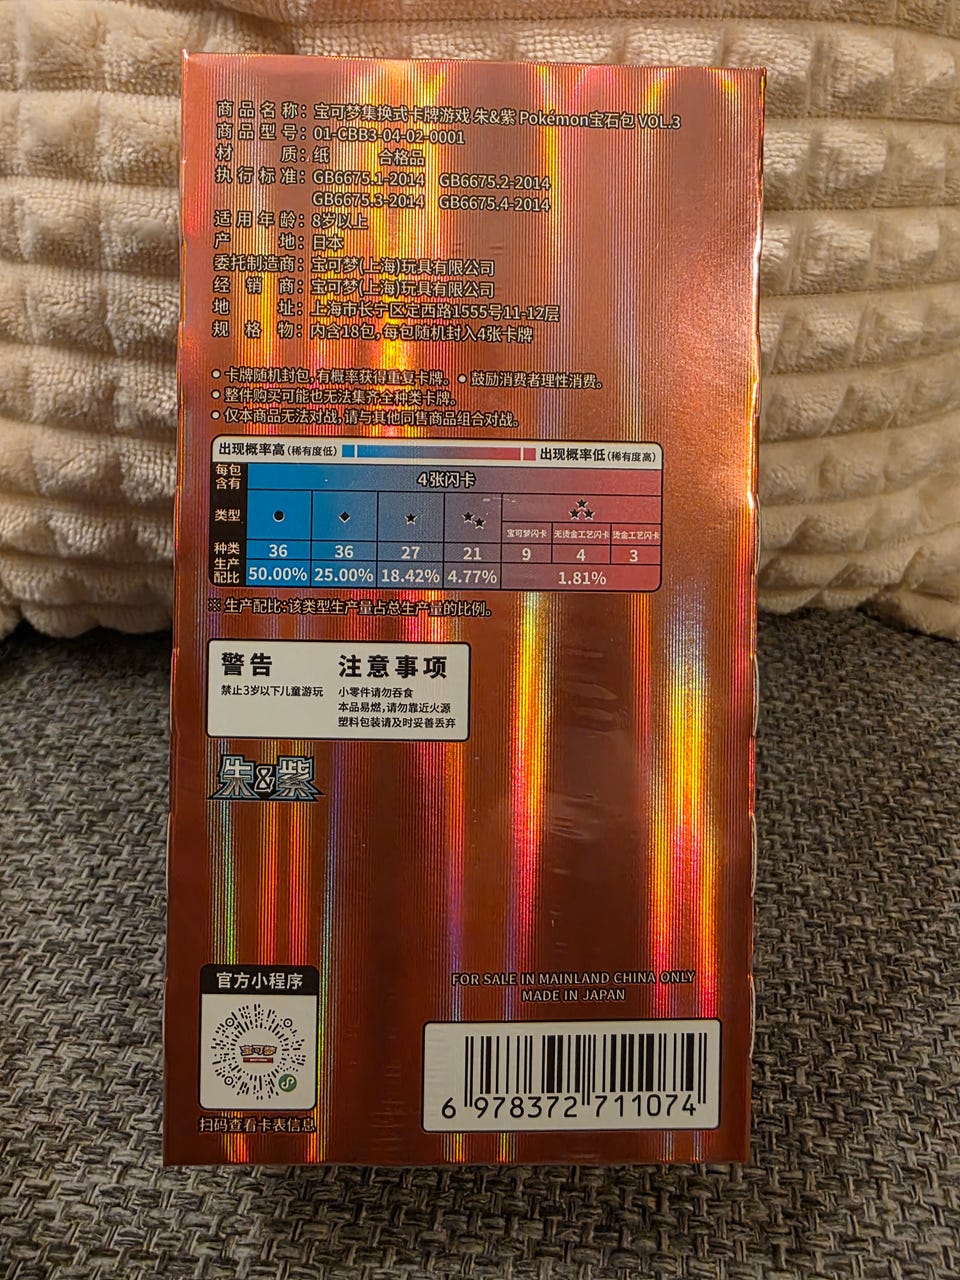 商品名称：宝可梦集换式卡牌游戏 朱&紫 Pokémon宝石包 VOL.3
商品型号：01-CBB3-04-02-0001
材质：纸 合格品
执行标准：GB6675.1-2014 GB6675.2-2014
GB6675.3-2014 GB6675.4-2014
适用年龄：8岁以上
产地：日本
委托制造商：宝可梦(上海)玩具有限公司
经销商：宝可梦(上海)玩具有限公司
地址：上海市长宁区定西路1555号11-12层
规格物：内含18包，每包随机封入4张卡牌
● 卡牌随机封包，有概率获得重复卡牌。 ● 鼓励消费者理性消费。
● 整件购买可能也无法集齐全种类卡牌。
● 仅本商品无法对战，请与其他同售商品组合对战。
出现概率高（稀有度低） 出现概率低（稀有度高）
每包含有 4张闪卡
类型 ● ◆ ★ ★★ ★★★
宝可梦闪卡 无烫金工艺闪卡 烫金工艺闪卡
种类 36 36 27 21 9 4 3
生产配比 50.00% 25.00% 18.42% 4.77% 1.81%
※ 生产配比：该类型生产量占总生产量的比例。
警告 注意事项
禁止3岁以下儿童游玩 小零件请勿吞食
本品易燃，请勿靠近火源
塑料包装请及时妥善丢弃
朱&紫
官方小程序
宝可梦
扫码查看卡表信息
FOR SALE IN MAINLAND CHINA ONLY
MADE IN JAPAN
6 978372 711074